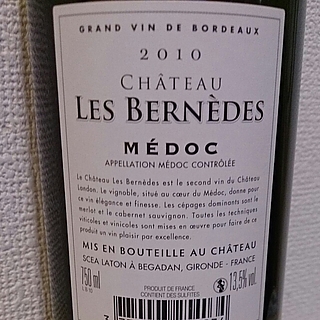 GRAND VIN DE BORDEAUX
2010
CHÂTEAU
LES BERNÈDES
MÉDOC
APPELLATION MÉDOC CONTRÔLÉE
Le Château Les Bernèdes est le second vin du Château
London. Le vignoble, situé au cœur du Médoc, donne pour
ce vin élégance et finesse. Les cépages dominants sont le
merlot et le cabernet sauvignon. Toutes les techniques
viticoles et vinicoles sont mises en œuvre pour faire de ce
produit un vin plaisir par excellence.
MIS EN BOUTEILLE AU CHÂTEAU
SCEA LATON À BEGADAN, GIRONDE - FRANCE
750 ml
PRODUIT DE FRANCE
CONTIENT DES SULFITES
13,5% vol.
3